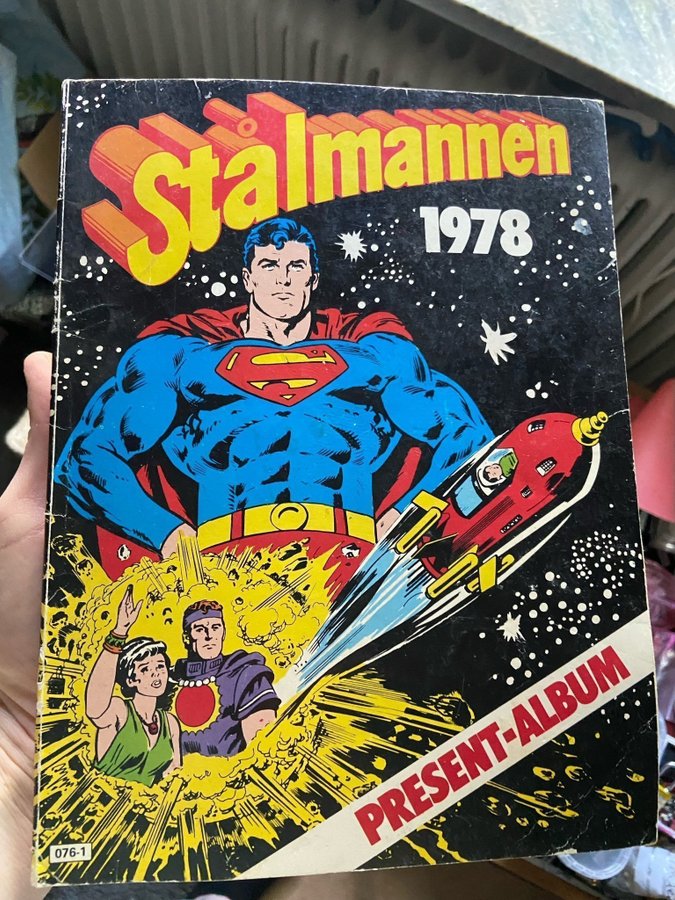 Stålmannen
1978
PRESENT-ALBUM
076-1